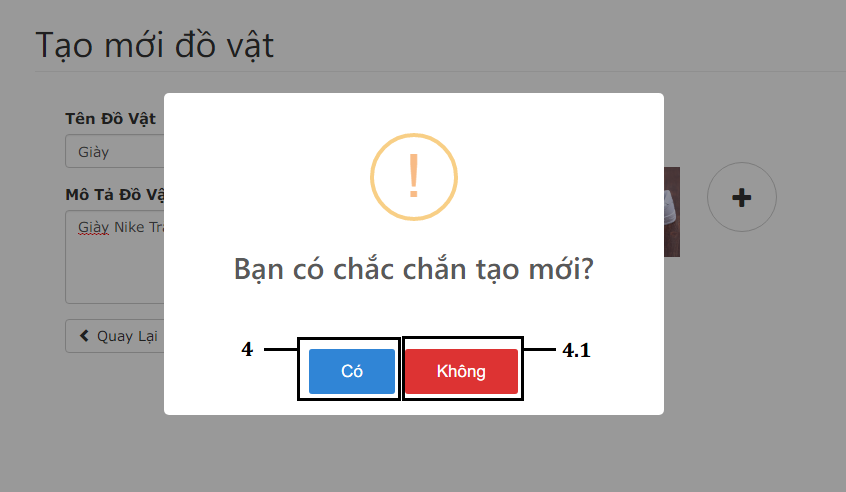 Tạo mới đồ vật
Tên Đồ Vật
Giày
Mô Tả Đồ Vậ
Giày Nike Tra
Quay Lại
!
Bạn có chắc chắn tạo mới?
4
Có
Không
4.1